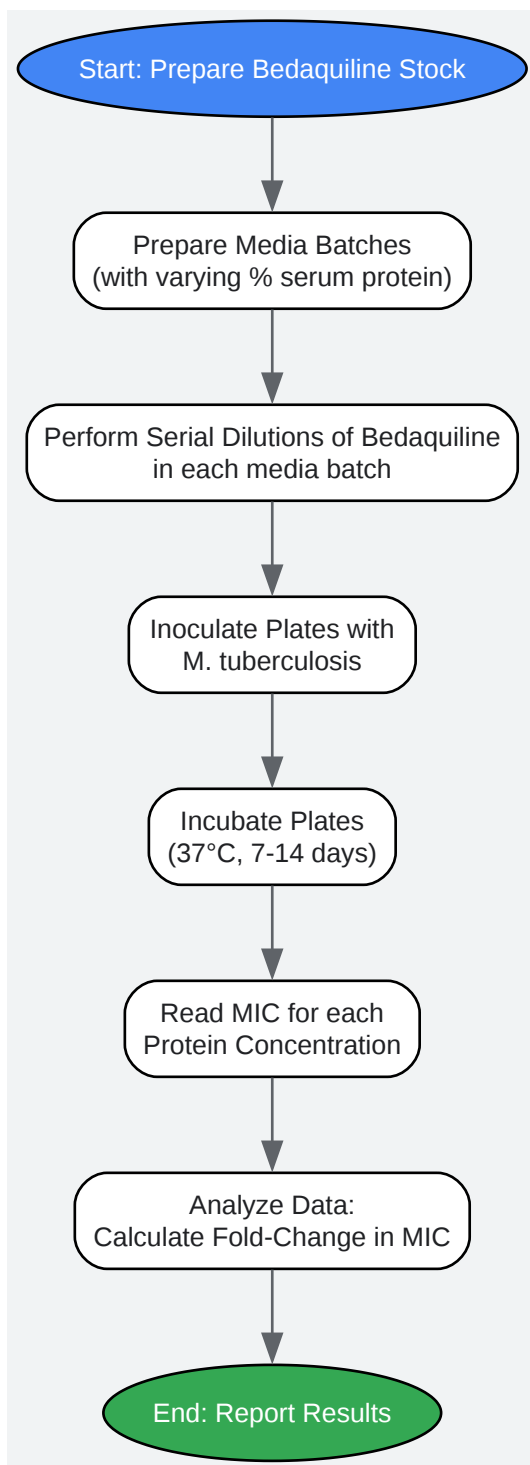 Start: Prepare Bedaquiline Stock
Prepare Media Batches
(with varying % serum protein)
Perform Serial Dilutions of Bedaquiline
in each media batch
Inoculate Plates with
M. tuberculosis
Incubate Plates
(37°C, 7-14 days)
Read MIC for each
Protein Concentration
Analyze Data:
Calculate Fold-Change in MIC
End: Report Results